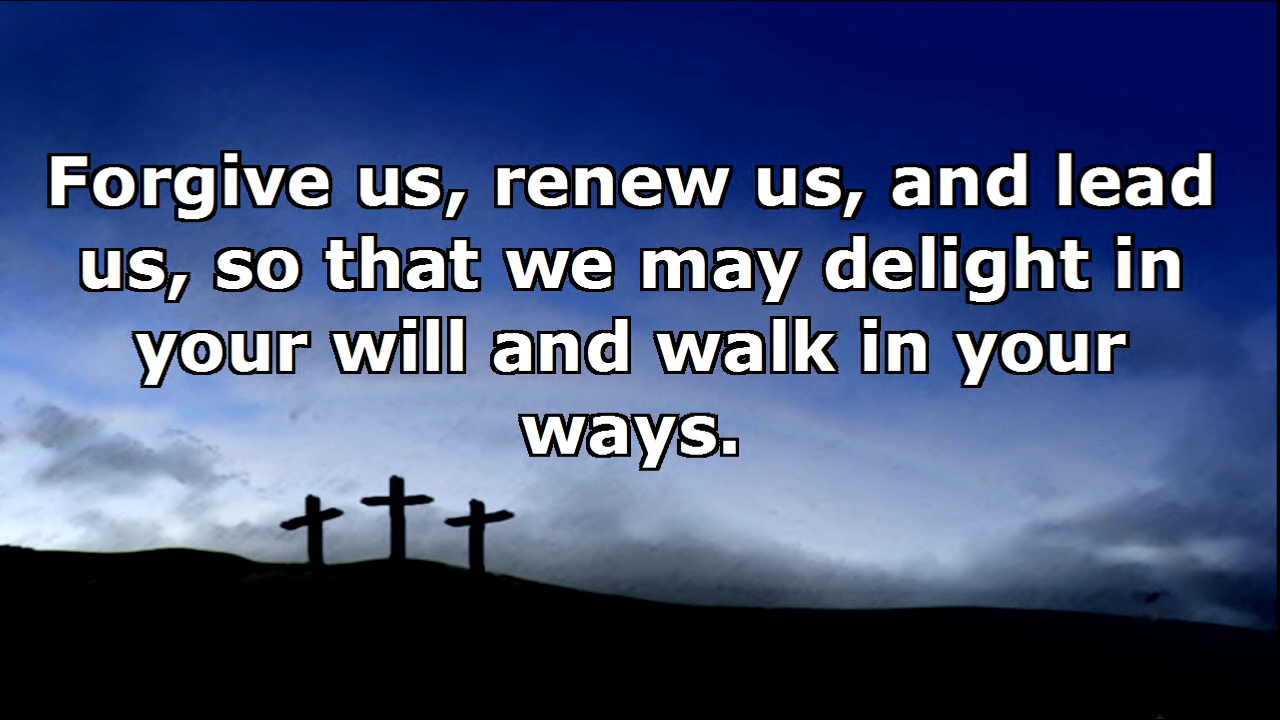 Forgive us, renew us, and lead
us, so that we may delight in
your will and walk in your
ways.